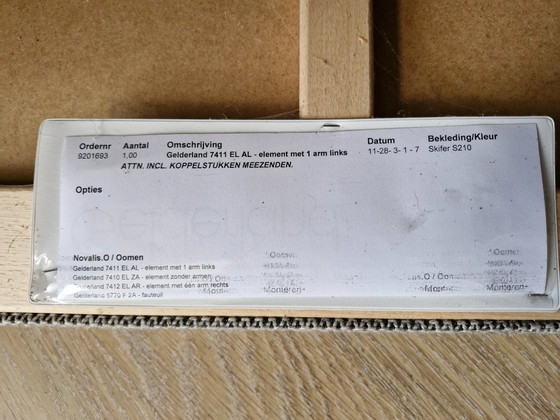 Ordernr Aantal Omschrijving Datum Bekleding/Kleur
9201693 1,00 Gelderland 7411 EL AL - element met 1 arm links 11-28- 3- 1 - 7 Skifer S210
ATTN. INCL. KOPPELSTUKKEN MEEZENDEN.
Opties
Novalis.O / Oomen
Gelderland 7411 EL AL - element met 1 arm links
Gelderland 7410 EL ZA - element zonder armen
Gelderland 7412 EL AR - element met één arm rechts
Gelderland 5770 F 2A - fauteuil
Monteren
Monteren